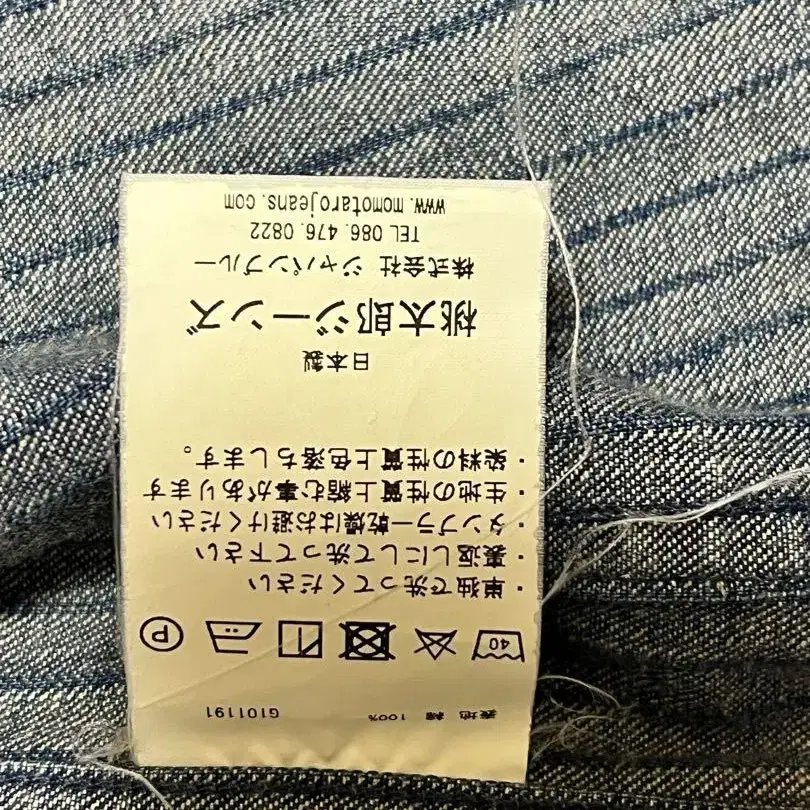 表地 綿 100% G101191
40 P
・単独で洗ってください
・裏返しにして洗って下さい
・タンブラー乾燥はお避けください
・生地の性質上縮む事があります
・染料の性質上色落ちします。
日本製
桃太郎ジーンズ
株式会社 ジャパンブルー
TEL 086.476.0822
www.momotarojeans.com